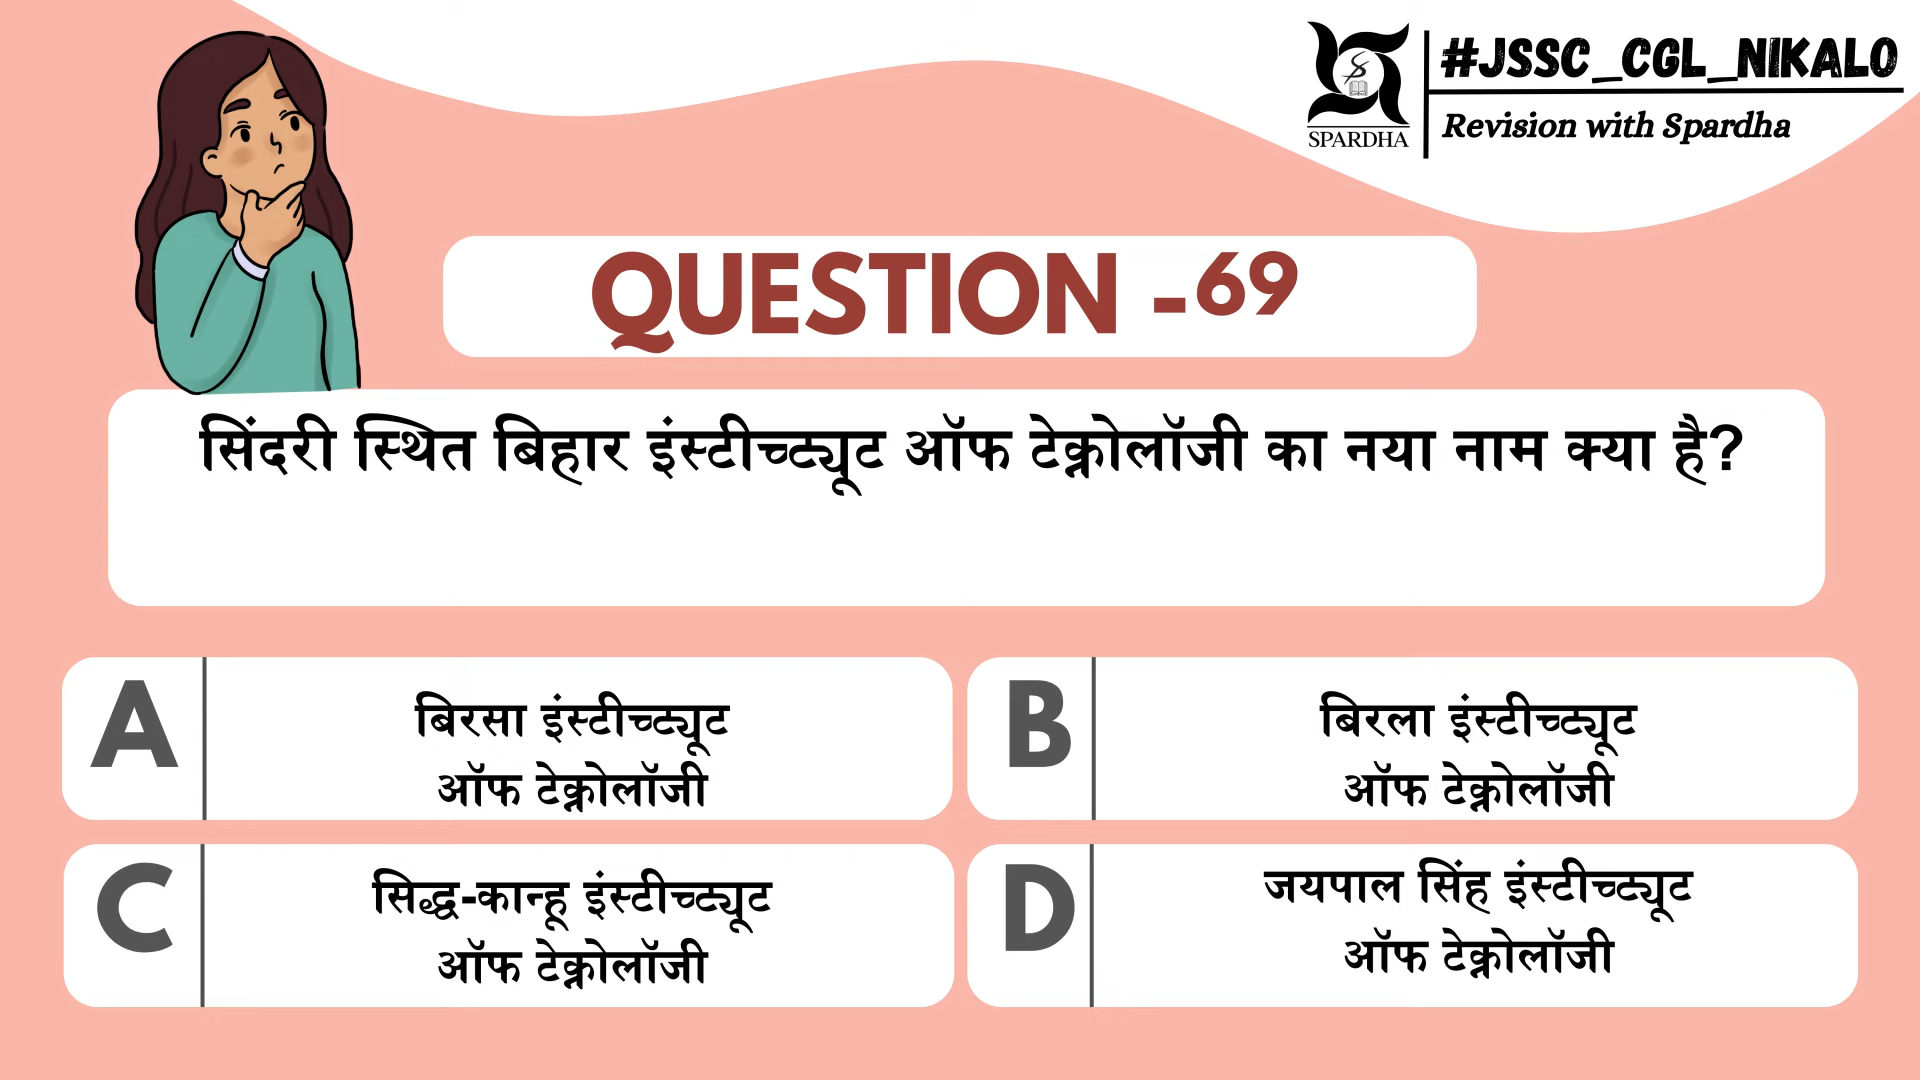 SPARDHA
#JSSC_CGL_NIKALO
Revision with Spardha
QUESTION -69
सिंदरी स्थित बिहार इंस्टीच्ट्यूट ऑफ टेक्नोलॉजी का नया नाम क्या है?
A
बिरसा इंस्टीच्ट्यूट
ऑफ टेक्नोलॉजी
B
बिरला इंस्टीच्ट्यूट
ऑफ टेक्नोलॉजी
C
सिद्ध-कान्हू इंस्टीच्ट्यूट
ऑफ टेक्नोलॉजी
D
जयपाल सिंह इंस्टीच्ट्यूट
ऑफ टेक्नोलॉजी